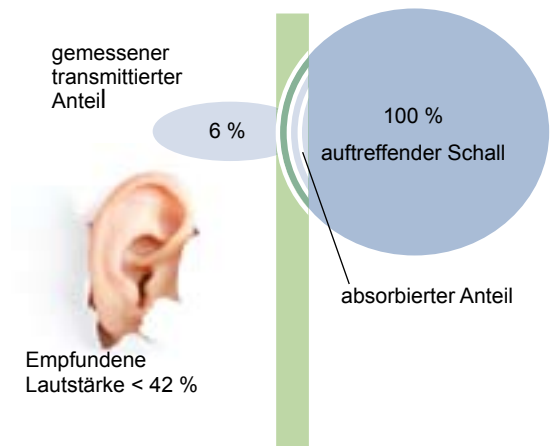 gemessener
transmittierter
Anteil
6 %
100 %
auftreffender Schall
absorbierter Anteil
Empfundene
Lautstärke < 42 %